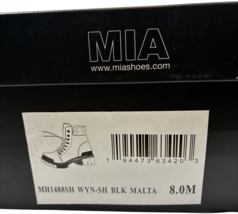 MIA
www.miashoes.com
1 94473 63420 3
MH1488SH WYN-SH BLK MALTA 8.0M